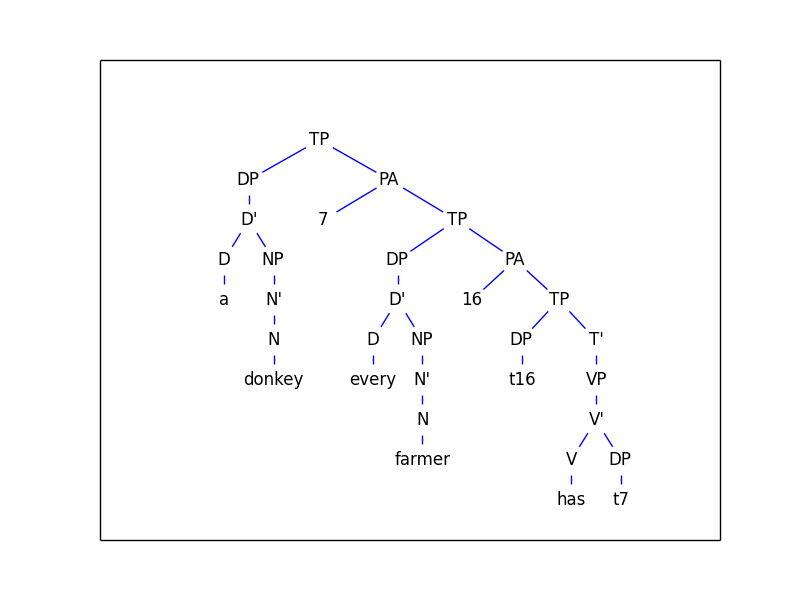 TP
DP PA
D' 7 TP
D NP DP PA
a N' D' 16 TP
N D NP DP T'
donkey every N' t16 VP
N V'
farmer V DP
has t7